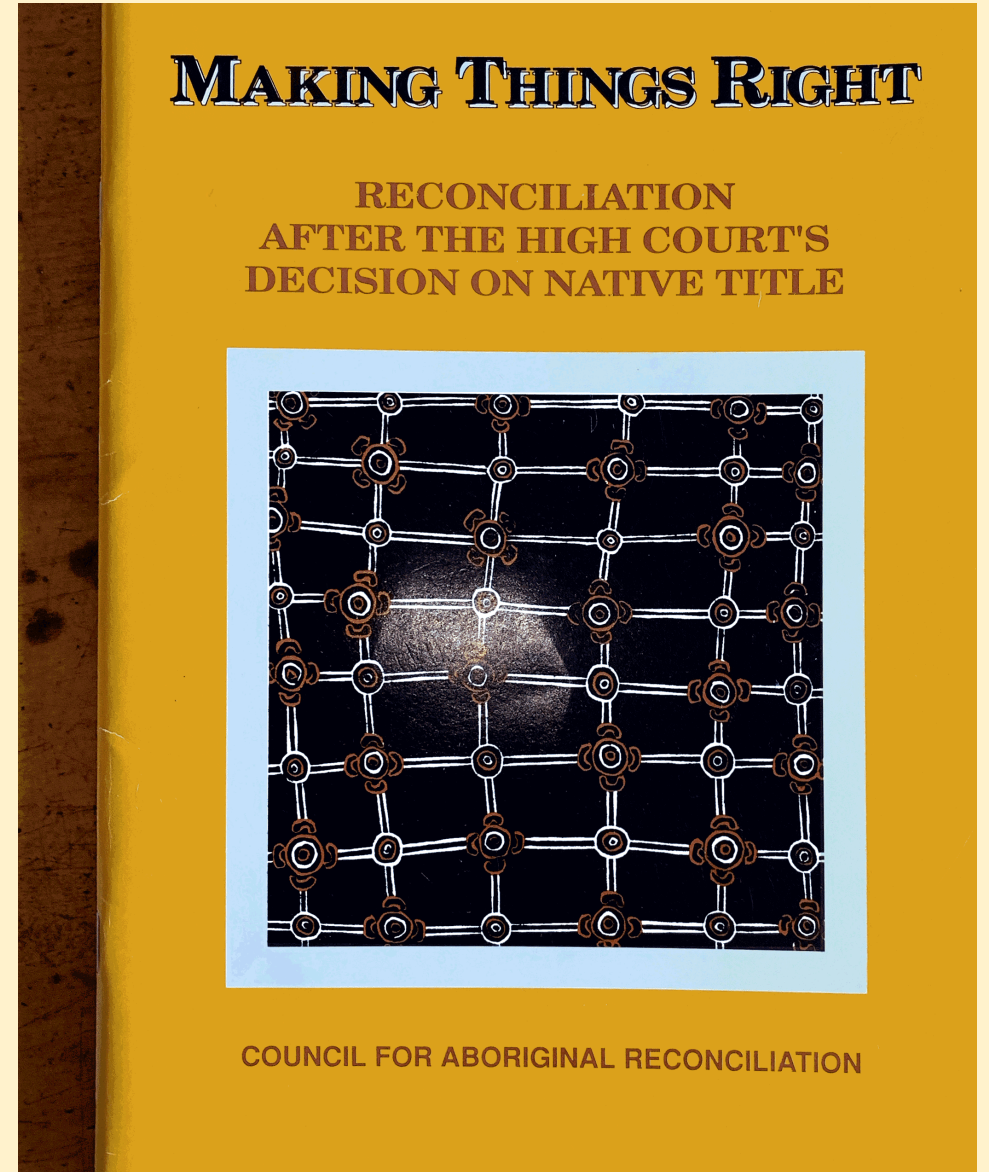 MAKING THINGS RIGHT
RECONCILIATION
AFTER THE HIGH COURT'S
DECISION ON NATIVE TITLE
COUNCIL FOR ABORIGINAL RECONCILIATION